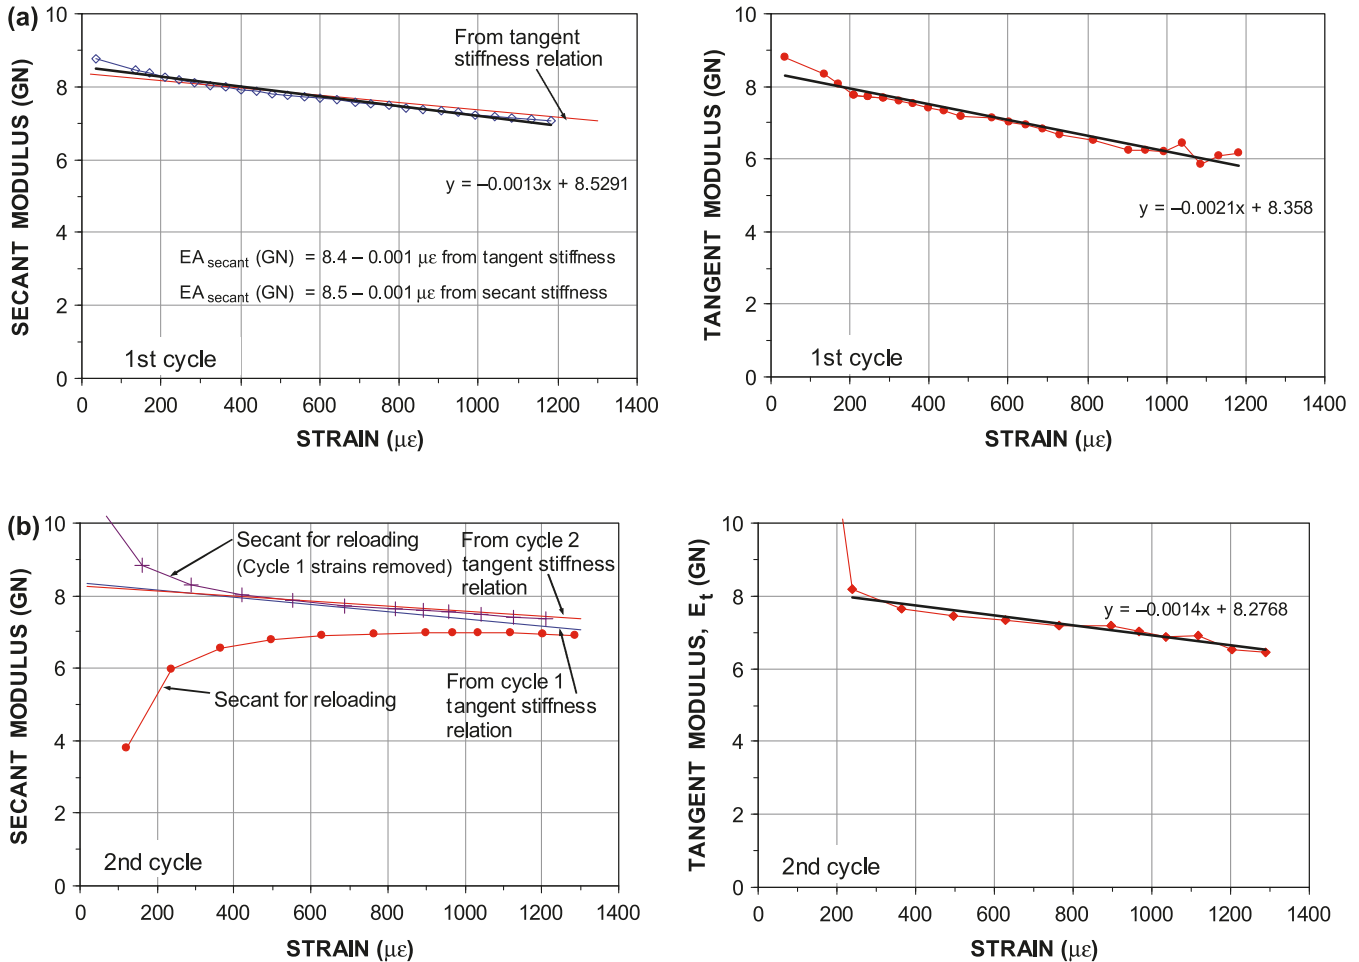 (a)
SECANT MODULUS (GN)
10
8
6
4
2
0
From tangent
stiffness relation
y = –0.0013x + 8.5291
EA secant (GN) = 8.4 – 0.001 με from tangent stiffness
EA secant (GN) = 8.5 – 0.001 με from secant stiffness
1st cycle
0 200 400 600 800 1000 1200 1400
STRAIN (με)
TANGENT MODULUS (GN)
10
8
6
4
2
0
y = –0.0021x + 8.358
1st cycle
0 200 400 600 800 1000 1200 1400
STRAIN (με)
(b)
SECANT MODULUS (GN)
10
8
6
4
2
0
Secant for reloading
(Cycle 1 strains removed)
From cycle 2
tangent stiffness
relation
Secant for reloading
From cycle 1
tangent stiffness
relation
2nd cycle
0 200 400 600 800 1000 1200 1400
STRAIN (με)
TANGENT MODULUS, Et (GN)
10
8
6
4
2
0
y = –0.0014x + 8.2768
2nd cycle
0 200 400 600 800 1000 1200 1400
STRAIN (με)